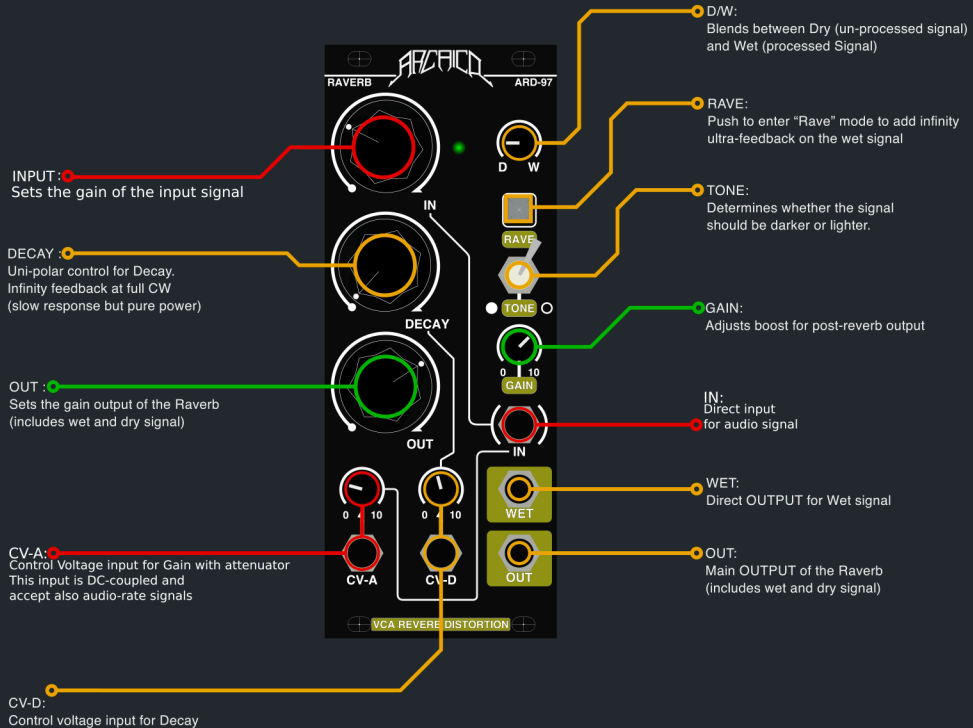 ARCAICO
RAVERB
ARD-97
IN
DECAY
OUT
D W
RAVE
TONE
0 10
GAIN
IN
0 10
0 10
CV-A
CV-D
WET
OUT
VCA REVERB DISTORTION
INPUT:
Sets the gain of the input signal
DECAY :
Uni-polar control for Decay.
Infinity feedback at full CW
(slow response but pure power)
OUT :
Sets the gain output of the Raverb
(includes wet and dry signal)
CV-A:
Control Voltage input for Gain with attenuator
This input is DC-coupled and
accept also audio-rate signals
CV-D:
Control voltage input for Decay
D/W:
Blends between Dry (un-processed signal)
and Wet (processed Signal)
RAVE:
Push to enter “Rave” mode to add infinity
ultra-feedback on the wet signal
TONE:
Determines whether the signal
should be darker or lighter.
GAIN:
Adjusts boost for post-reverb output
IN:
Direct input
for audio signal
WET:
Direct OUTPUT for Wet signal
OUT:
Main OUTPUT of the Raverb
(includes wet and dry signal)